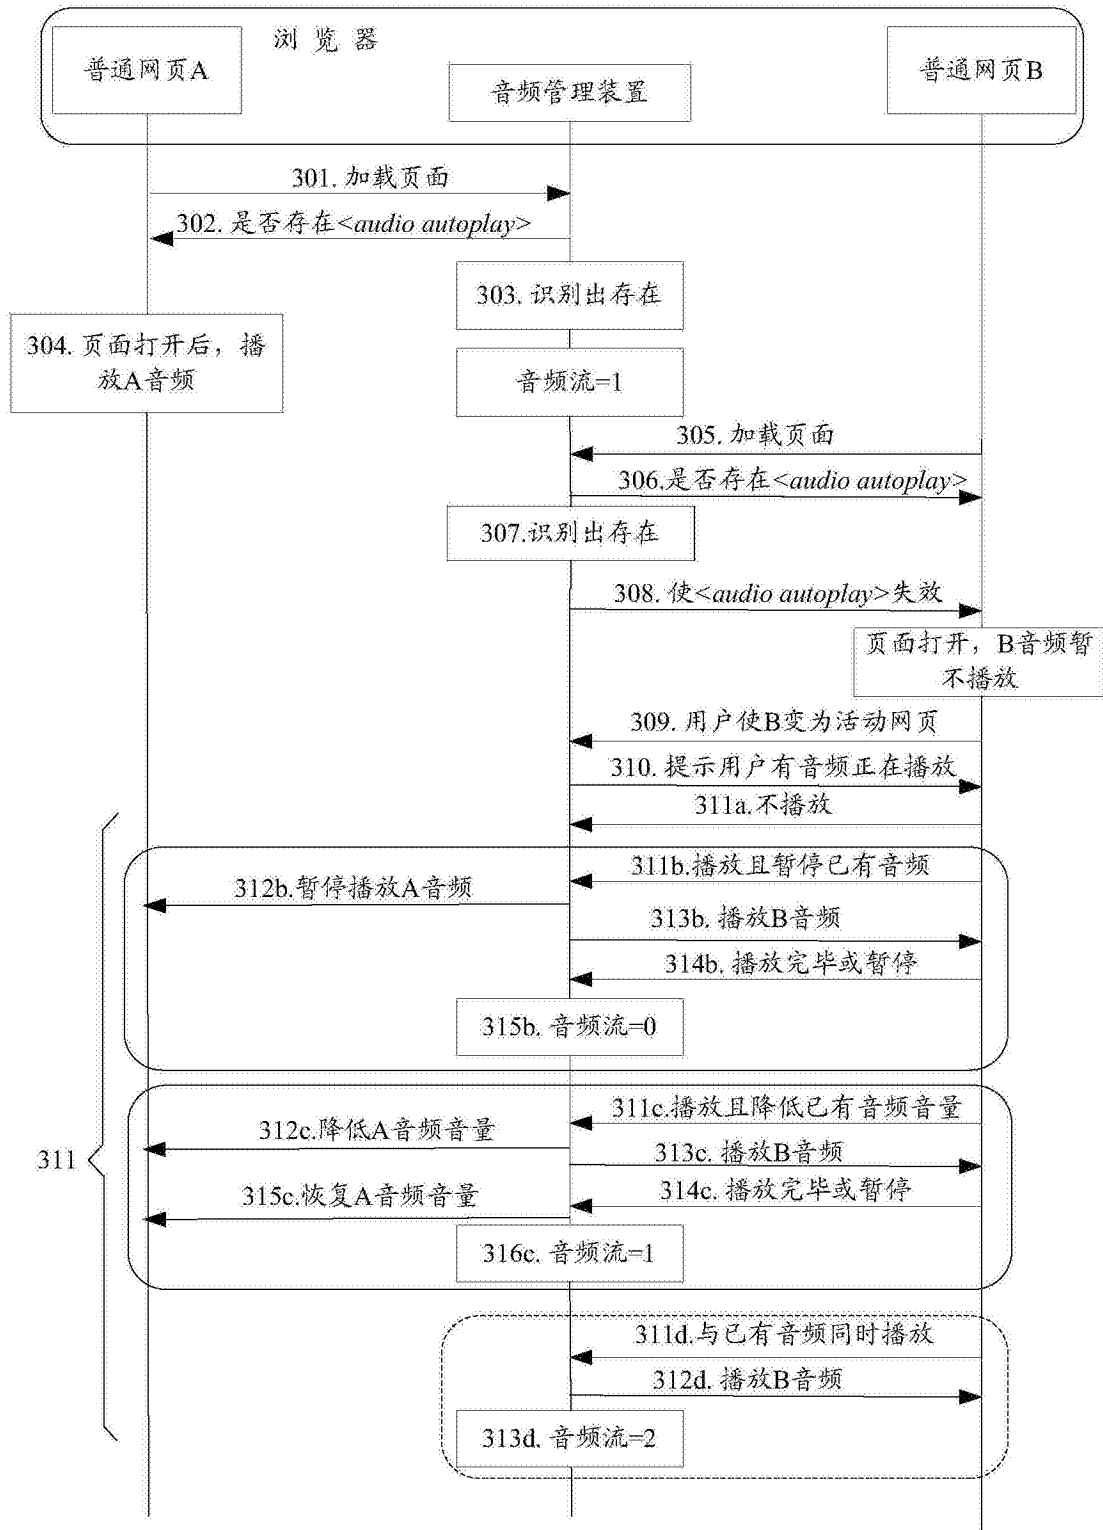 浏 览 器
普通网页A
音频管理装置
普通网页B
301. 加载页面
302. 是否存在<audio autoplay>
303. 识别出存在
304. 页面打开后，播
放A音频
音频流=1
305. 加载页面
306.是否存在<audio autoplay>
307.识别出存在
308. 使<audio autoplay>失效
页面打开，B音频暂
不播放
309. 用户使B变为活动网页
310. 提示用户有音频正在播放
311a.不播放
311b.播放且暂停已有音频
312b.暂停播放A音频
313b. 播放B音频
314b. 播放完毕或暂停
315b. 音频流=0
311
311c.播放且降低已有音频音量
312c.降低A音频音量
313c. 播放B音频
314c. 播放完毕或暂停
315c.恢复A音频音量
316c. 音频流=1
311d.与已有音频同时播放
312d. 播放B音频
313d. 音频流=2